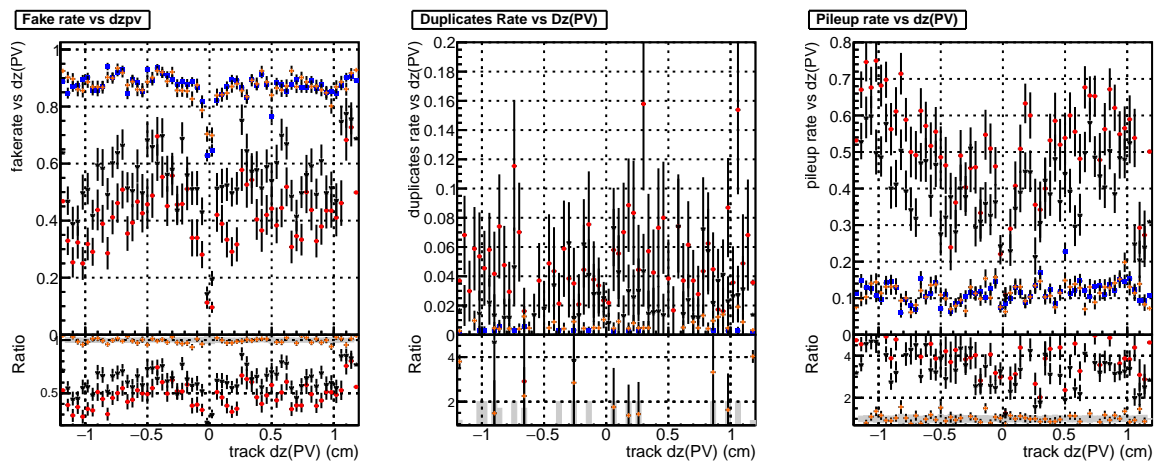 Fake rate vs dzpv
fakerate vs dz(PV)
1
0.8
0.6
0.4
0.2
0
Ratio
0.5
−1 −0.5 0 0.5 1
track dz(PV) (cm)
Duplicates Rate vs Dz(PV)
duplicates rate vs dz(PV)
0.2
0.18
0.16
0.14
0.12
0.1
0.08
0.06
0.04
0.02
0
Ratio
4
2
−1 −0.5 0 0.5 1
track dz(PV) (cm)
Pileup rate vs dz(PV)
pileup rate vs dz(PV)
0.8
0.7
0.6
0.5
0.4
0.3
0.2
0.1
0
Ratio
4
2
−1 −0.5 0 0.5 1
track dz(PV) (cm)